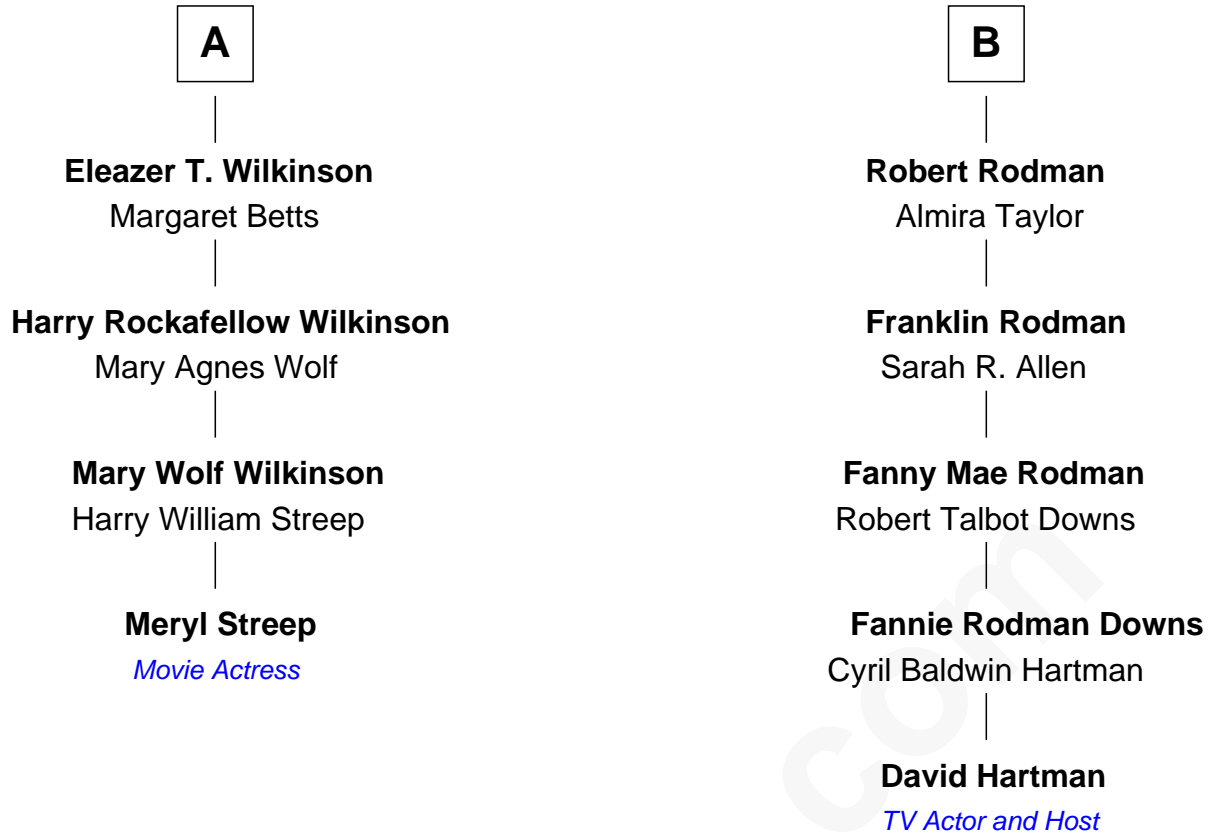 A
Eleazer T. Wilkinson
Margaret Betts
Harry Rockafellow Wilkinson
Mary Agnes Wolf
Mary Wolf Wilkinson
Harry William Streep
Meryl Streep
Movie Actress
B
Robert Rodman
Almira Taylor
Franklin Rodman
Sarah R. Allen
Fanny Mae Rodman
Robert Talbot Downs
Fannie Rodman Downs
Cyril Baldwin Hartman
David Hartman
TV Actor and Host
com